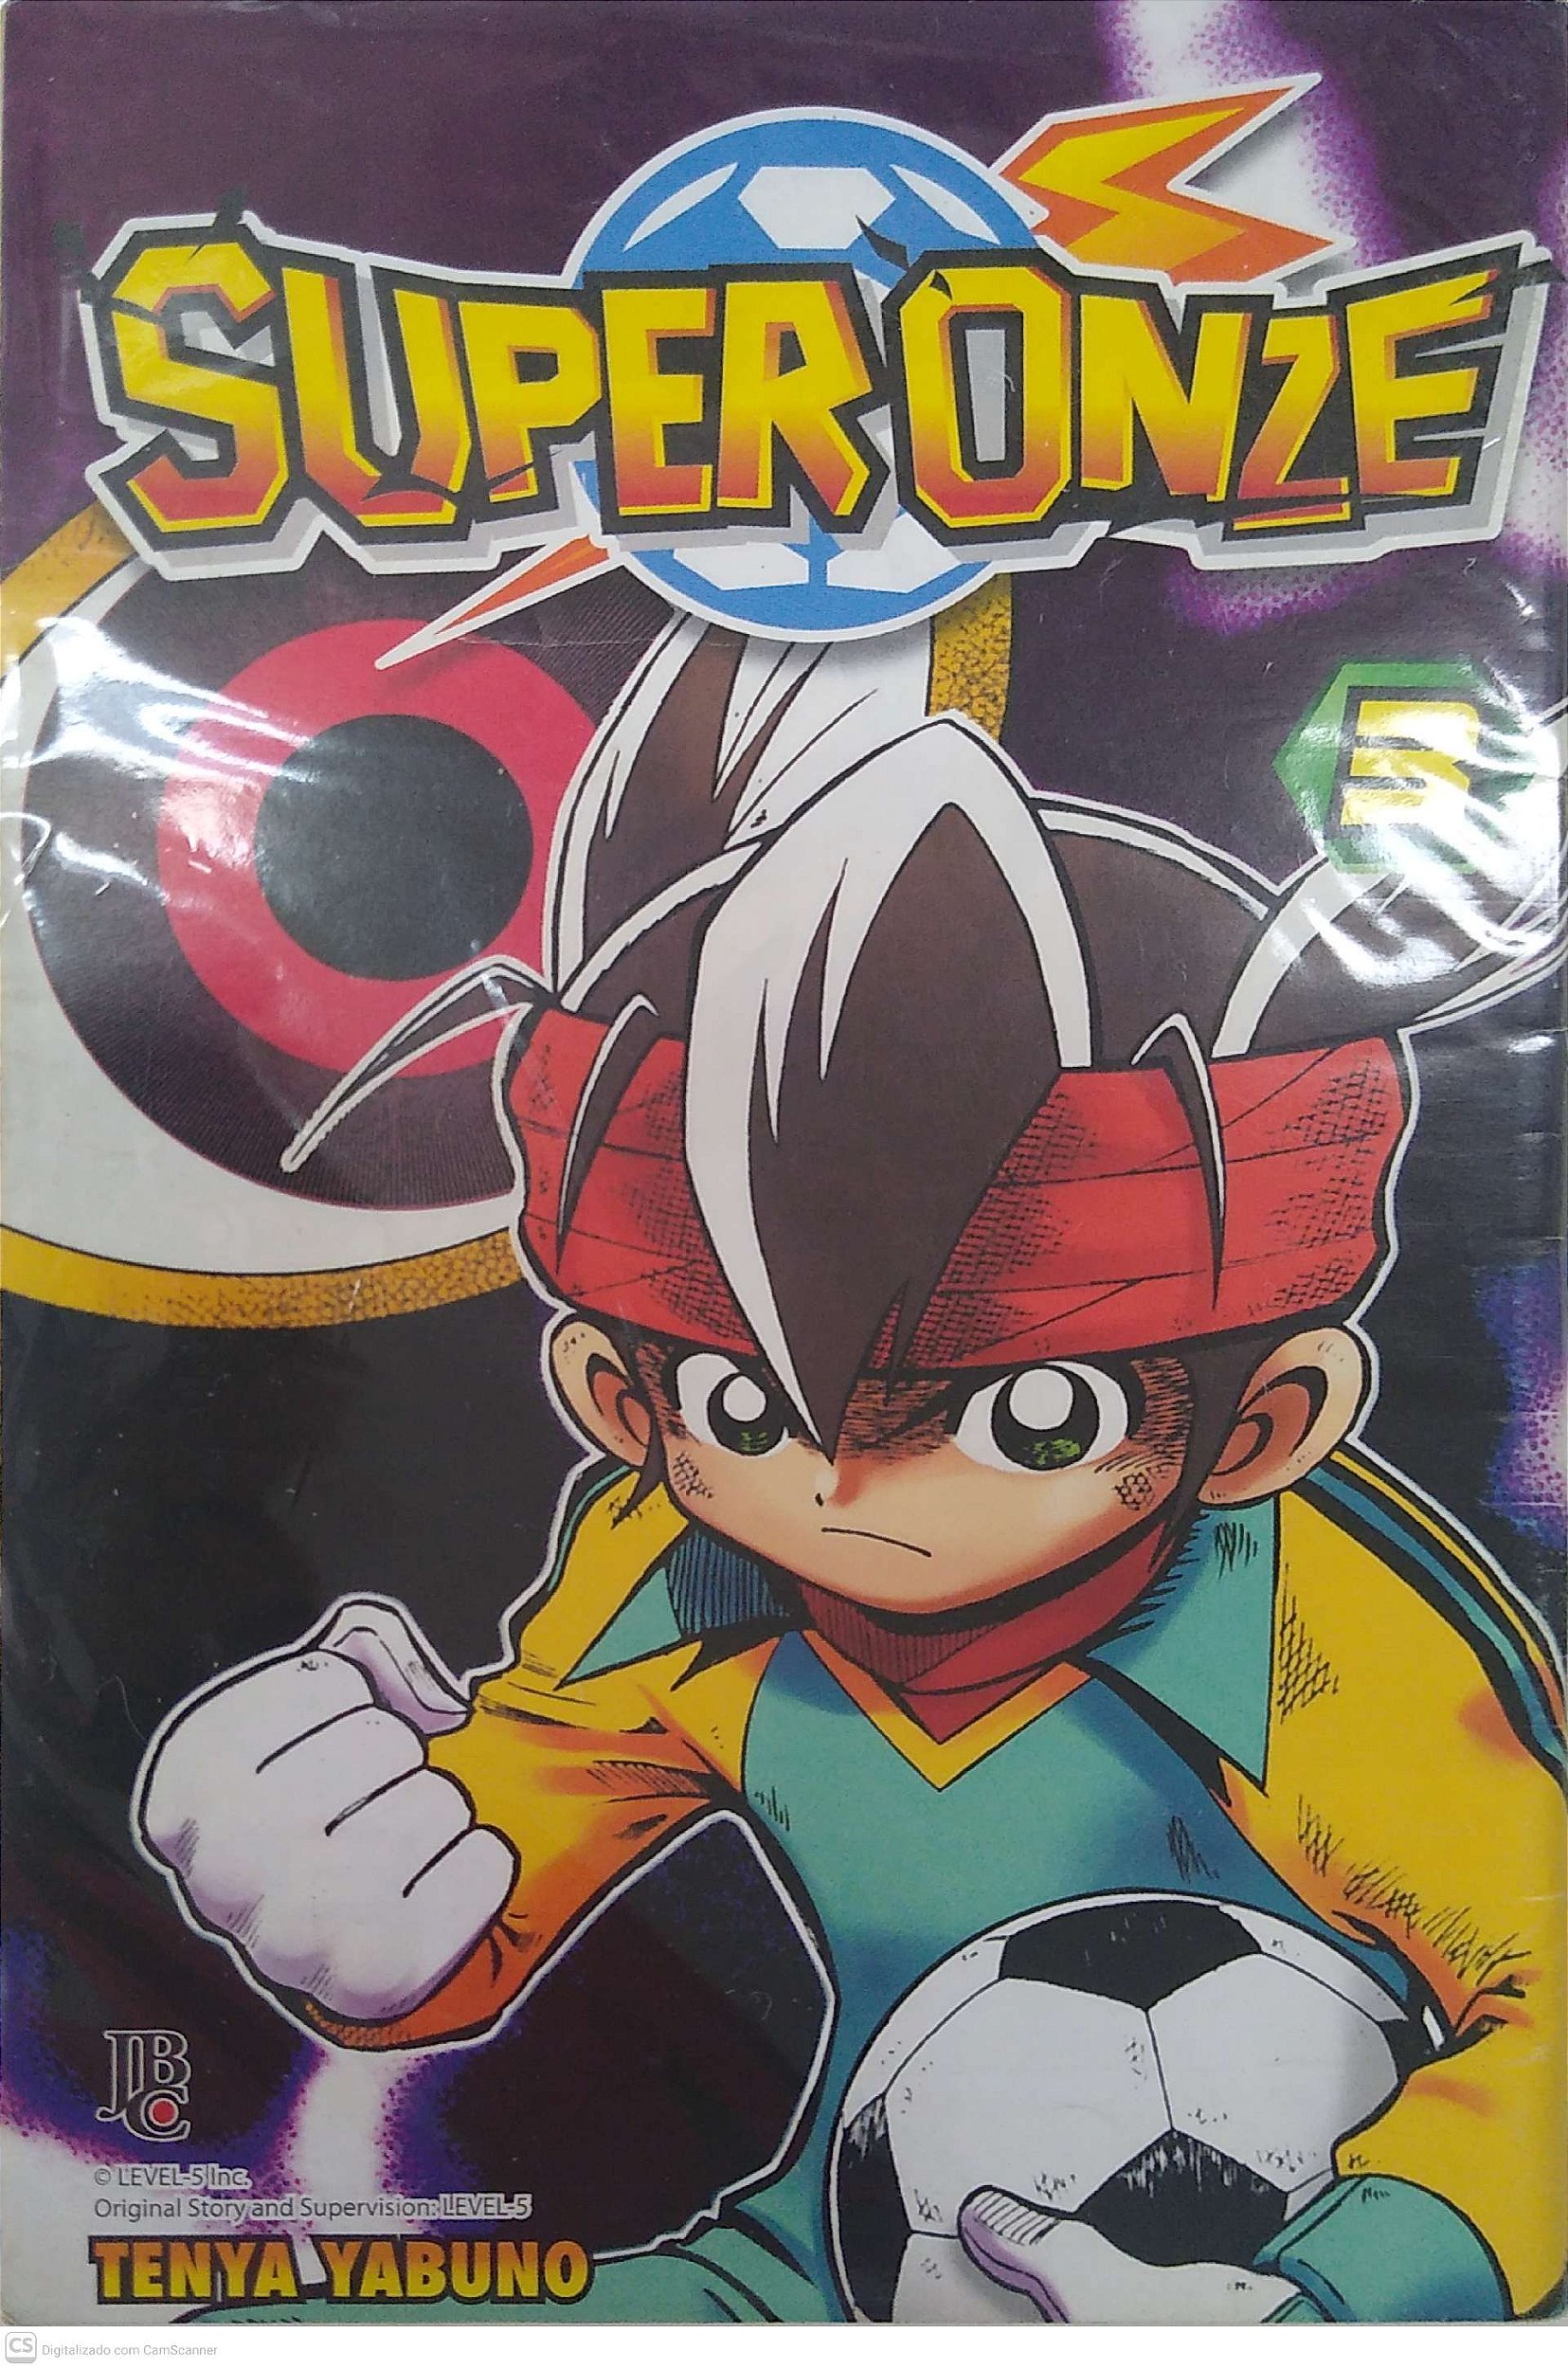 SUPER ONZE
3
JBC
© LEVEL-5 Inc.
Original Story and Supervision: LEVEL-5
TENYA YABUNO
CS Digitalizado com CamScanner